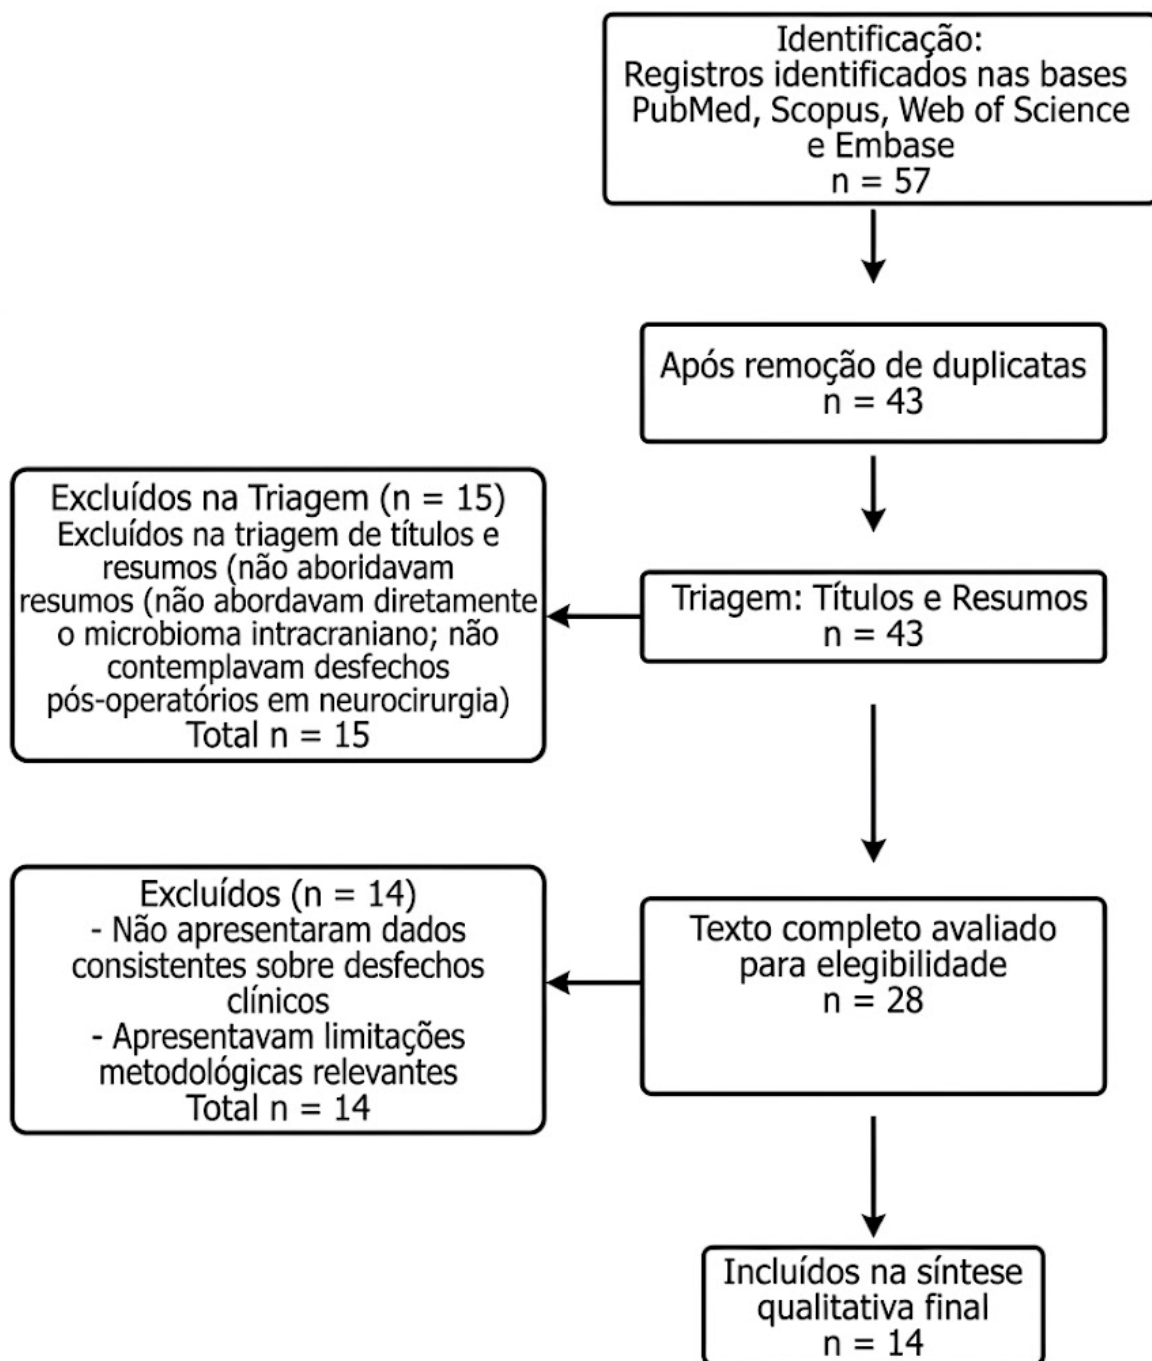 Identificação:
Registros identificados nas bases
PubMed, Scopus, Web of Science
e Embase
n = 57
Após remoção de duplicatas
n = 43
Excluídos na Triagem (n = 15)
Excluídos na triagem de títulos e
resumos (não aboridavam
resumos (não abordavam diretamente
o microbioma intracraniano; não
contemplavam desfechos
pós-operatórios em neurocirurgia)
Total n = 15
Triagem: Títulos e Resumos
n = 43
Excluídos (n = 14)
- Não apresentaram dados
consistentes sobre desfechos
clínicos
- Apresentavam limitações
metodológicas relevantes
Total n = 14
Texto completo avaliado
para elegibilidade
n = 28
Incluídos na síntese
qualitativa final
n = 14